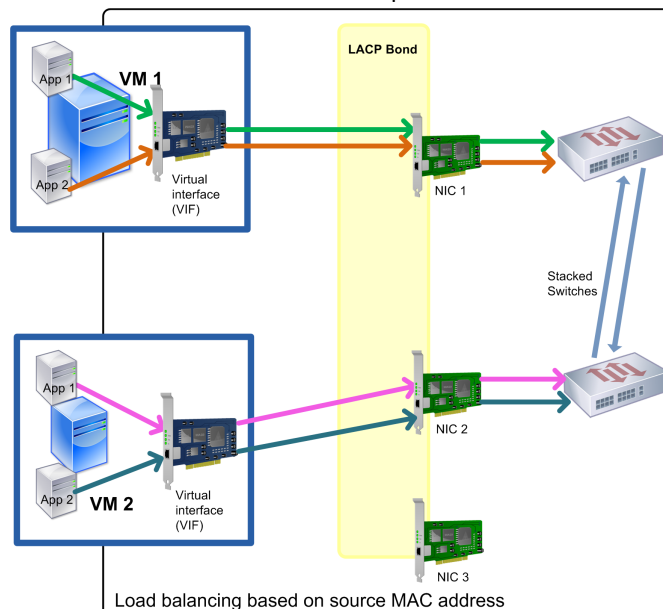 LACP Bond
App 1
VM 1
App 2
Virtual
interface
(VIF)
NIC 1
Stacked
Switches
App 1
App 2
VM 2
Virtual
interface
(VIF)
NIC 2
NIC 3
Load balancing based on source MAC address